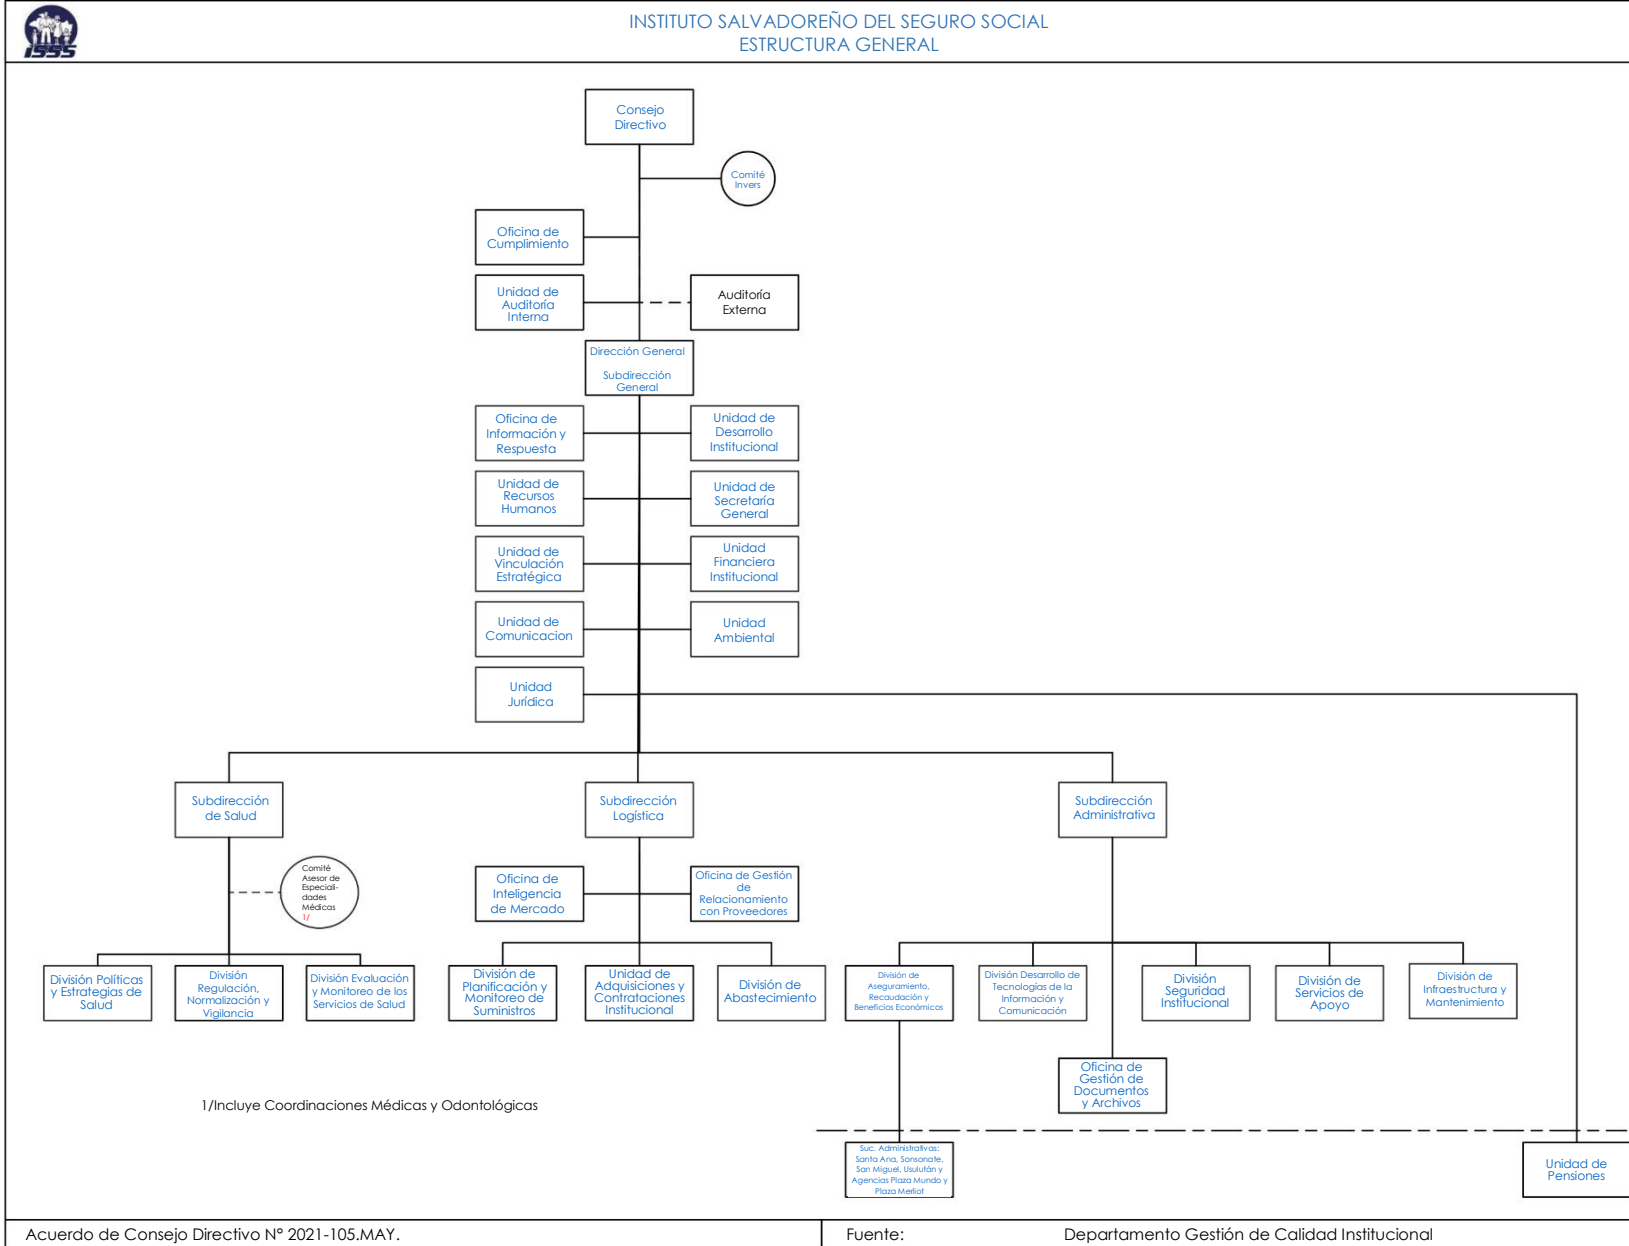 ISSS
INSTITUTO SALVADOREÑO DEL SEGURO SOCIAL
ESTRUCTURA GENERAL
Consejo
Directivo
Comité
Invers
Oficina de
Cumplimiento
Unidad de
Auditoría
Interna
Auditoría
Externa
Dirección General
Subdirección
General
Oficina de
Información y
Respuesta
Unidad de
Desarrollo
Institucional
Unidad de
Recursos
Humanos
Unidad de
Secretaría
General
Unidad de
Vinculación
Estratégica
Unidad
Financiera
Institucional
Unidad de
Comunicacion
Unidad
Ambiental
Unidad
Jurídica
Subdirección
de Salud
Subdirección
Logística
Subdirección
Administrativa
Comité
Asesor de
Especiali-
dades
Médicas
1/
Oficina de
Inteligencia
de Mercado
Oficina de Gestión
de
Relacionamiento
con Proveedores
División Políticas
y Estrategias de
Salud
División
Regulación,
Normalización y
Vigilancia
División Evaluación
y Monitoreo de los
Servicios de Salud
División de
Planificación y
Monitoreo de
Suministros
Unidad de
Adquisiciones y
Contrataciones
Institucional
División de
Abastecimiento
División de
Aseguramiento,
Recaudación y
Beneficios Económicos
División Desarrollo de
Tecnologías de la
Información y
Comunicación
División
Seguridad
Institucional
División de
Servicios de
Apoyo
División de
Infraestructura y
Mantenimiento
Oficina de
Gestión de
Documentos
y Archivos
1/Incluye Coordinaciones Médicas y Odontológicas
Suc. Administrativas:
Santa Ana, Sonsonate,
San Miguel, Usulután y
Agencias Plaza Mundo y
Plaza Merliot
Unidad de
Pensiones
Acuerdo de Consejo Directivo N° 2021-105.MAY.
Fuente: Departamento Gestión de Calidad Institucional